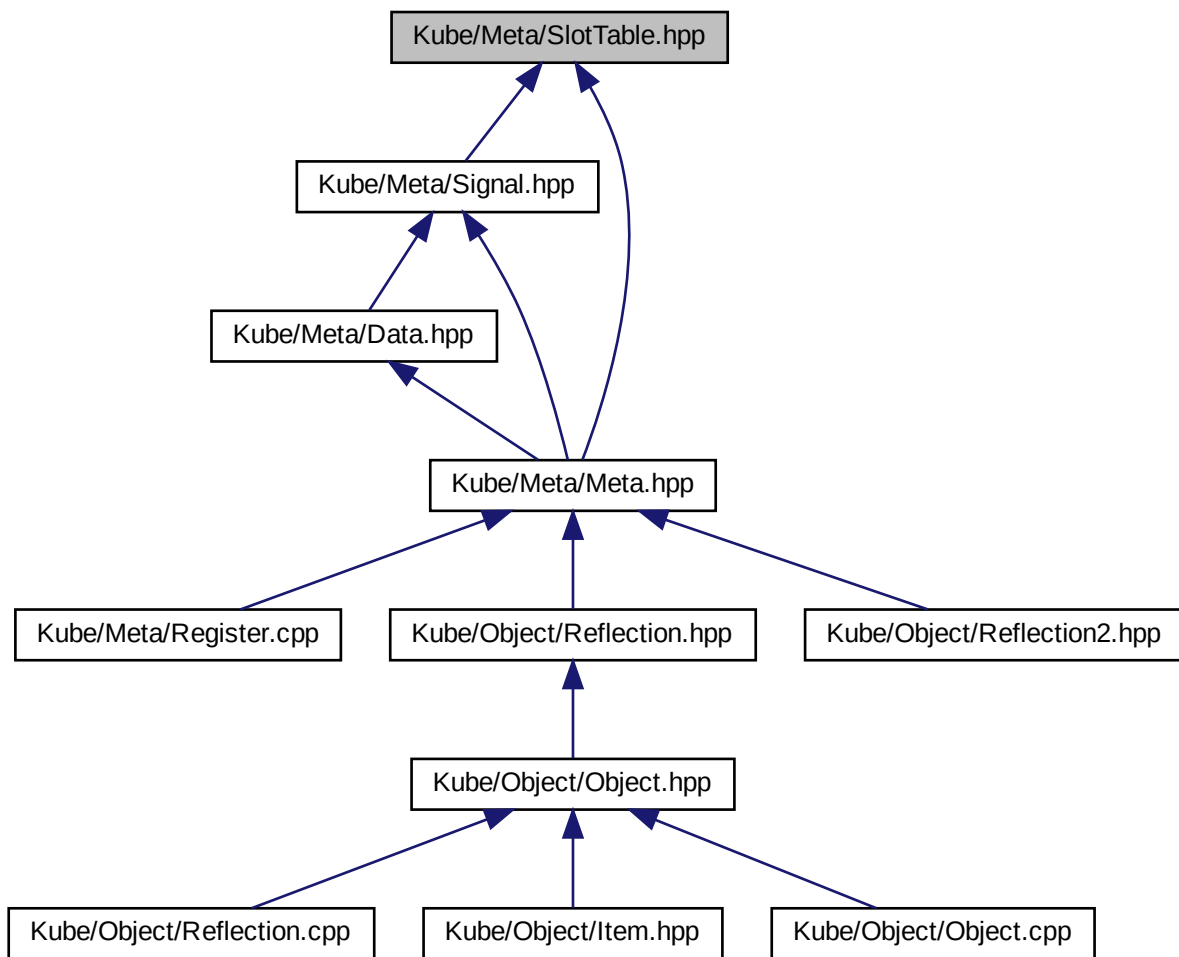 Kube/Meta/SlotTable.hpp
Kube/Meta/Signal.hpp
Kube/Meta/Data.hpp
Kube/Meta/Meta.hpp
Kube/Meta/Register.cpp
Kube/Object/Reflection.hpp
Kube/Object/Reflection2.hpp
Kube/Object/Object.hpp
Kube/Object/Reflection.cpp
Kube/Object/Item.hpp
Kube/Object/Object.cpp